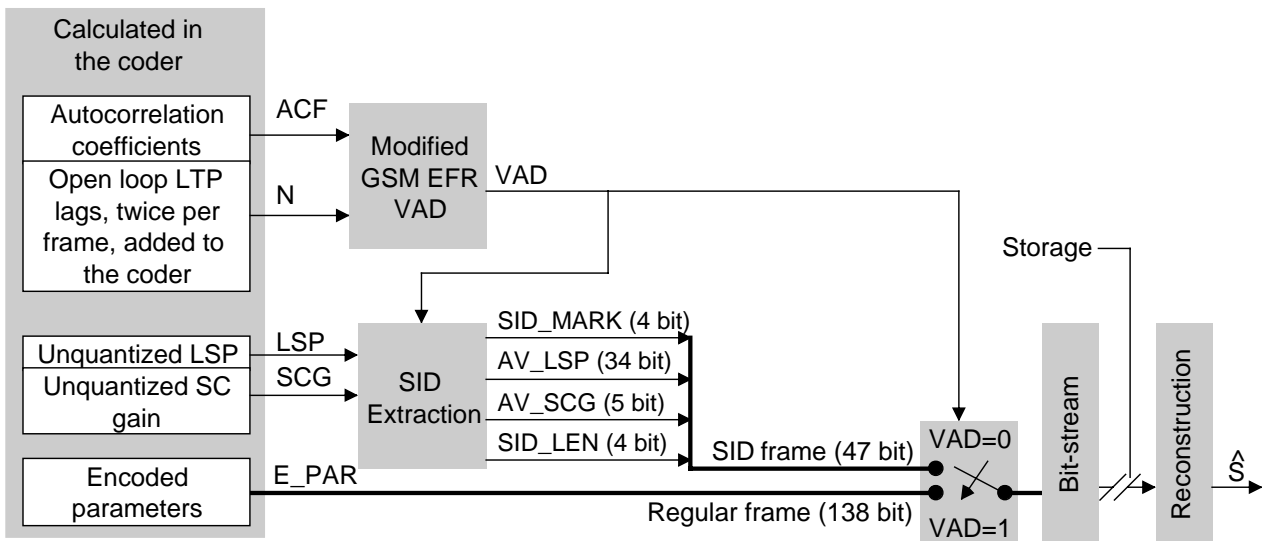 Calculated in
the coder
Autocorrelation
coefficients
Open loop LTP
lags, twice per
frame, added to
the coder
ACF
N
Modified
GSM EFR
VAD
VAD
Storage
Unquantized LSP
Unquantized SC
gain
LSP
SCG
SID
Extraction
SID_MARK (4 bit)
AV_LSP (34 bit)
AV_SCG (5 bit)
SID_LEN (4 bit)
SID frame (47 bit)
Encoded
parameters
E_PAR
Regular frame (138 bit)
VAD=0
VAD=1
Bit-stream
Reconstruction
Ŝ